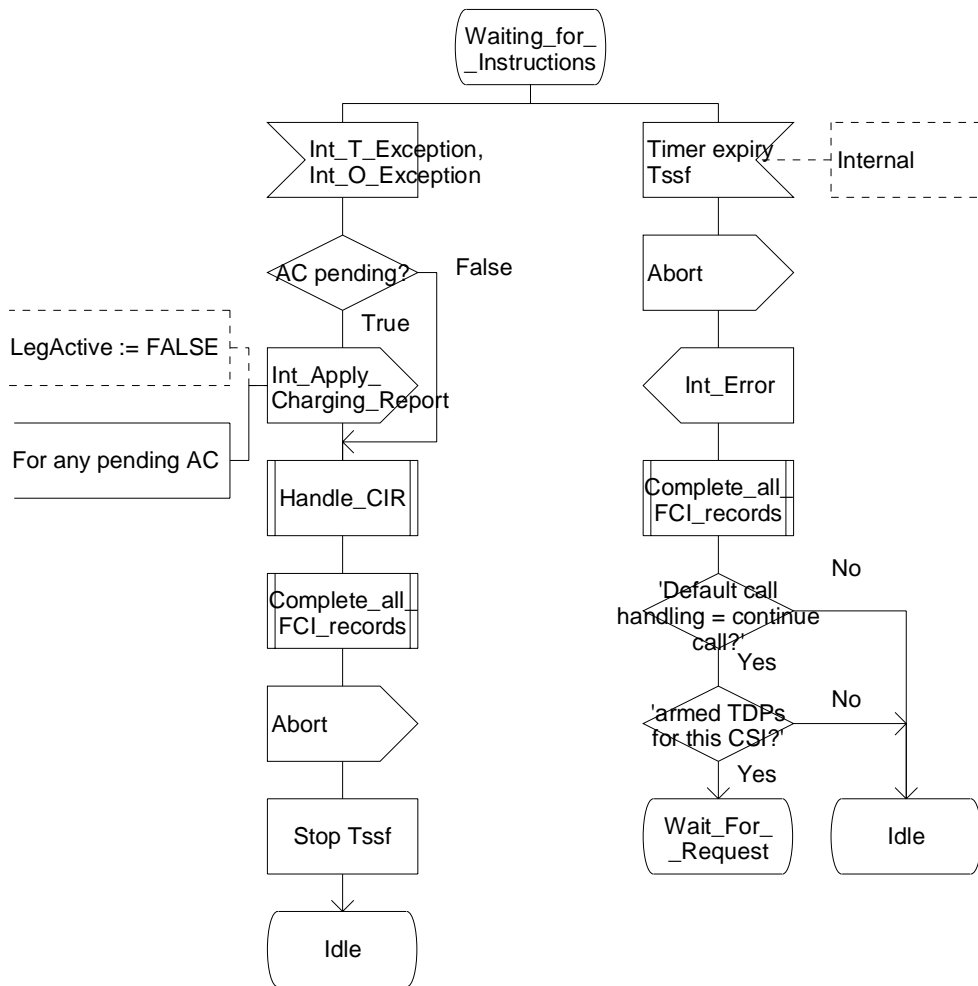 Waiting_for_
_Instructions
Int_T_Exception,
Int_O_Exception
Timer expiry
Tssf
Internal
AC pending?
False
True
Abort
LegActive := FALSE
Int_Apply_
Charging_Report
Int_Error
For any pending AC
Handle_CIR
Complete_all_
FCI_records
Complete_all_
FCI_records
'Default call
handling = continue
call?'
No
Yes
Abort
'armed TDPs
for this CSI?'
No
Yes
Stop Tssf
Wait_For_
_Request
Idle
Idle